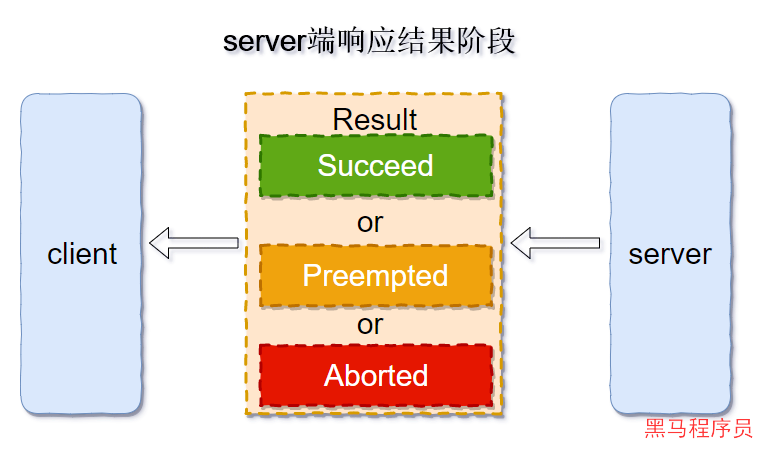 server端响应结果阶段
Result
Succeed
or
client
server
Preempted
or
Aborted
黑马程序员